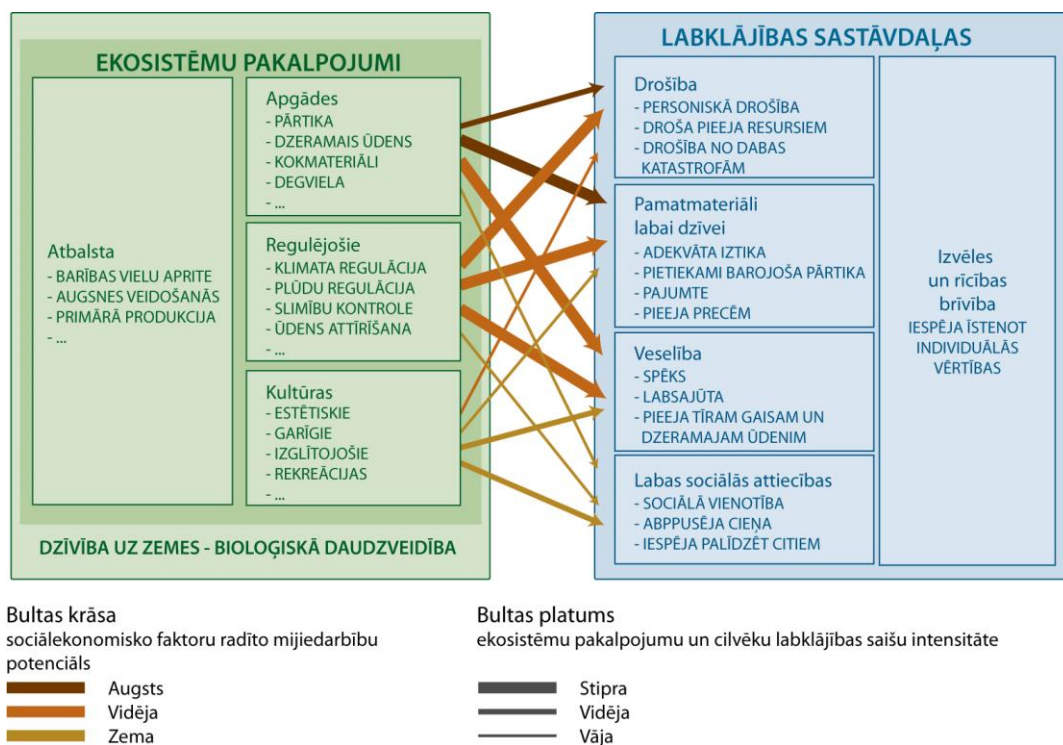 EKOSISTĒMU PAKALPOJUMI
Atbalsta
- BARĪBAS VIELU APRITE
- AUGSNES VEIDOŠANĀS
- PRIMĀRĀ PRODUKCIJA
- ...
Apgādes
- PĀRTIKA
- DZERAMAIS ŪDENS
- KOKMATERIĀLI
- DEGVIELA
- ...
Regulējošie
- KLIMATA REGULĀCIJA
- PLŪDU REGULĀCIJA
- SLIMĪBU KONTROLE
- ŪDENS ATTĪRĪŠANA
- ...
Kultūras
- ESTĒTISKIE
- GARĪGIE
- IZGLĪTOJOŠIE
- REKREĀCIJAS
- ...
DZĪVĪBA UZ ZEMES - BIOLOĢISKĀ DAUDZVEIDĪBA
LABKLĀJĪBAS SASTĀVDAĻAS
Drošība
- PERSONISKĀ DROŠĪBA
- DROŠA PIEEJA RESURSIEM
- DROŠĪBA NO DABAS
KATASTROFĀM
Pamatmateriāli
labai dzīvei
- ADEKVĀTA IZTIKA
- PIETIEKAMI BAROJOŠA PĀRTIKA
- PAJUMTE
- PIEEJA PRECĒM
Veselība
- SPĒKS
- LABSAJŪTA
- PIEEJA TĪRAM GAISAM UN
DZERAMAJAM ŪDENIM
Labas sociālās attiecības
- SOCIĀLĀ VIENOTĪBA
- ABPPUSĒJA CIEŅA
- IESPĒJA PALĪDZĒT CITIEM
Izvēles
un rīcības
brīvība
IESPĒJA ĪSTENOT
INDIVIDUĀLĀS
VĒRTĪBAS
Bultas krāsa
sociālekonomisko faktoru radīto mijiedarbību
potenciāls
Augsts
Vidēja
Zema
Bultas platums
ekosistēmu pakalpojumu un cilvēku labklājības saišu intensitāte
Stipra
Vidēja
Vāja